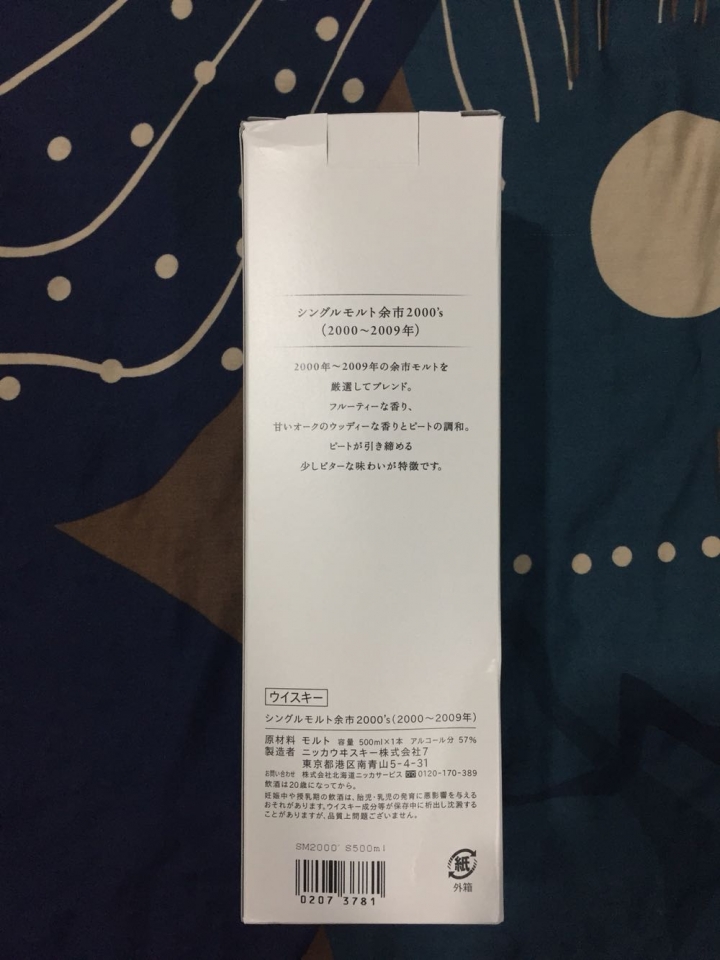 シングルモルト余市2000's
（2000～2009年）
2000年～2009年の余市モルトを
厳選してブレンド。
フルーティーな香り、
甘いオークのウッディーな香りとピートの調和。
ピートが引き締める
少しビターな味わいが特徴です。
ウイスキー
シングルモルト余市2000's（2000～2009年）
原材料 モルト 容量 500ml×1本 アルコール分 57%
製造者 ニッカウヰスキー株式会社7
東京都港区南青山5-4-31
お問い合わせ 株式会社北海道ニッカサービス 0120-170-389
飲酒は20歳になってから。
妊娠中や授乳期の飲酒は、胎児・乳児の発育に悪影響を与える
おそれがあります。ウイスキー成分等が保存中に析出し沈澱する
ことがありますが、品質上問題ございません。
SM2000' S500ml
0207 3781
紙
外箱